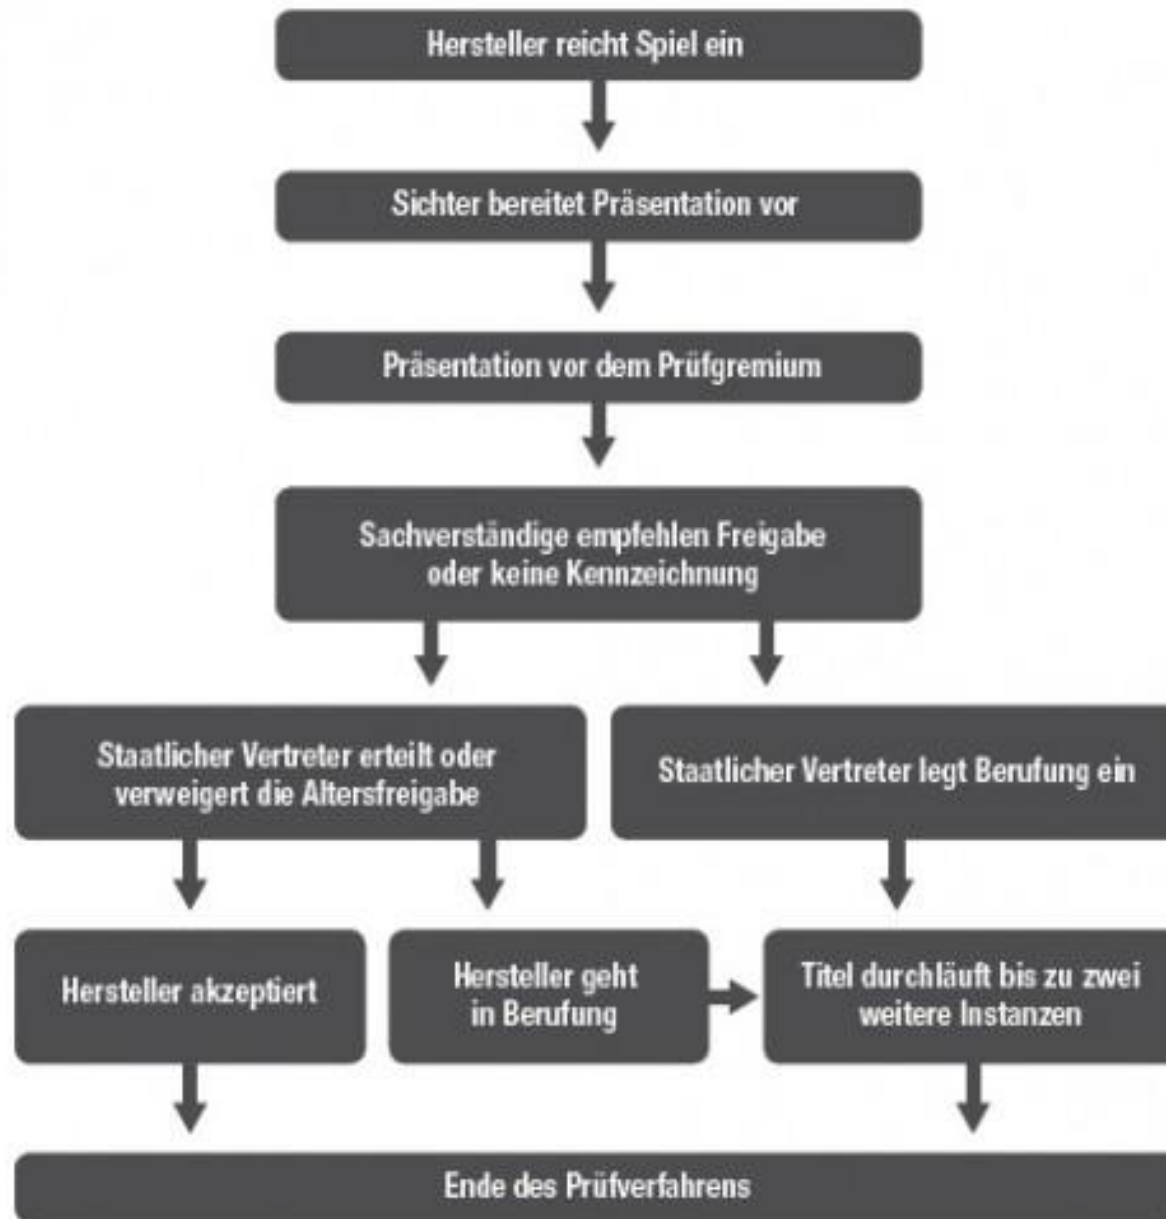 Hersteller reicht Spiel ein
Sichter bereitet Präsentation vor
Präsentation vor dem Prüfgremium
Sachverständige empfehlen Freigabe
oder keine Kennzeichnung
Staatlicher Vertreter erteilt oder
verweigert die Altersfreigabe
Staatlicher Vertreter legt Berufung ein
Hersteller akzeptiert
Hersteller geht
in Berufung
Titel durchläuft bis zu zwei
weitere Instanzen
Ende des Prüfverfahrens